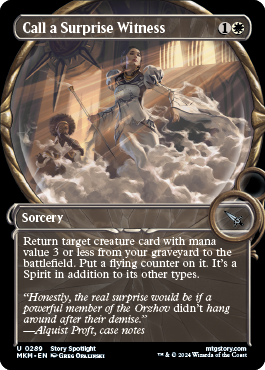 Call a Surprise Witness 1
Sorcery
Return target creature card with mana
value 3 or less from your graveyard to the
battlefield. Put a flying counter on it. It's a
Spirit in addition to its other types.
“Honestly, the real surprise would be if a
powerful member of the Orzhov didn't hang
around after their demise.”
—Alquist Proft, case notes
U 0289 Story Spotlight mtgstory.com
MKM • EN Greg Opalinski ™ & © 2024 Wizards of the Coast